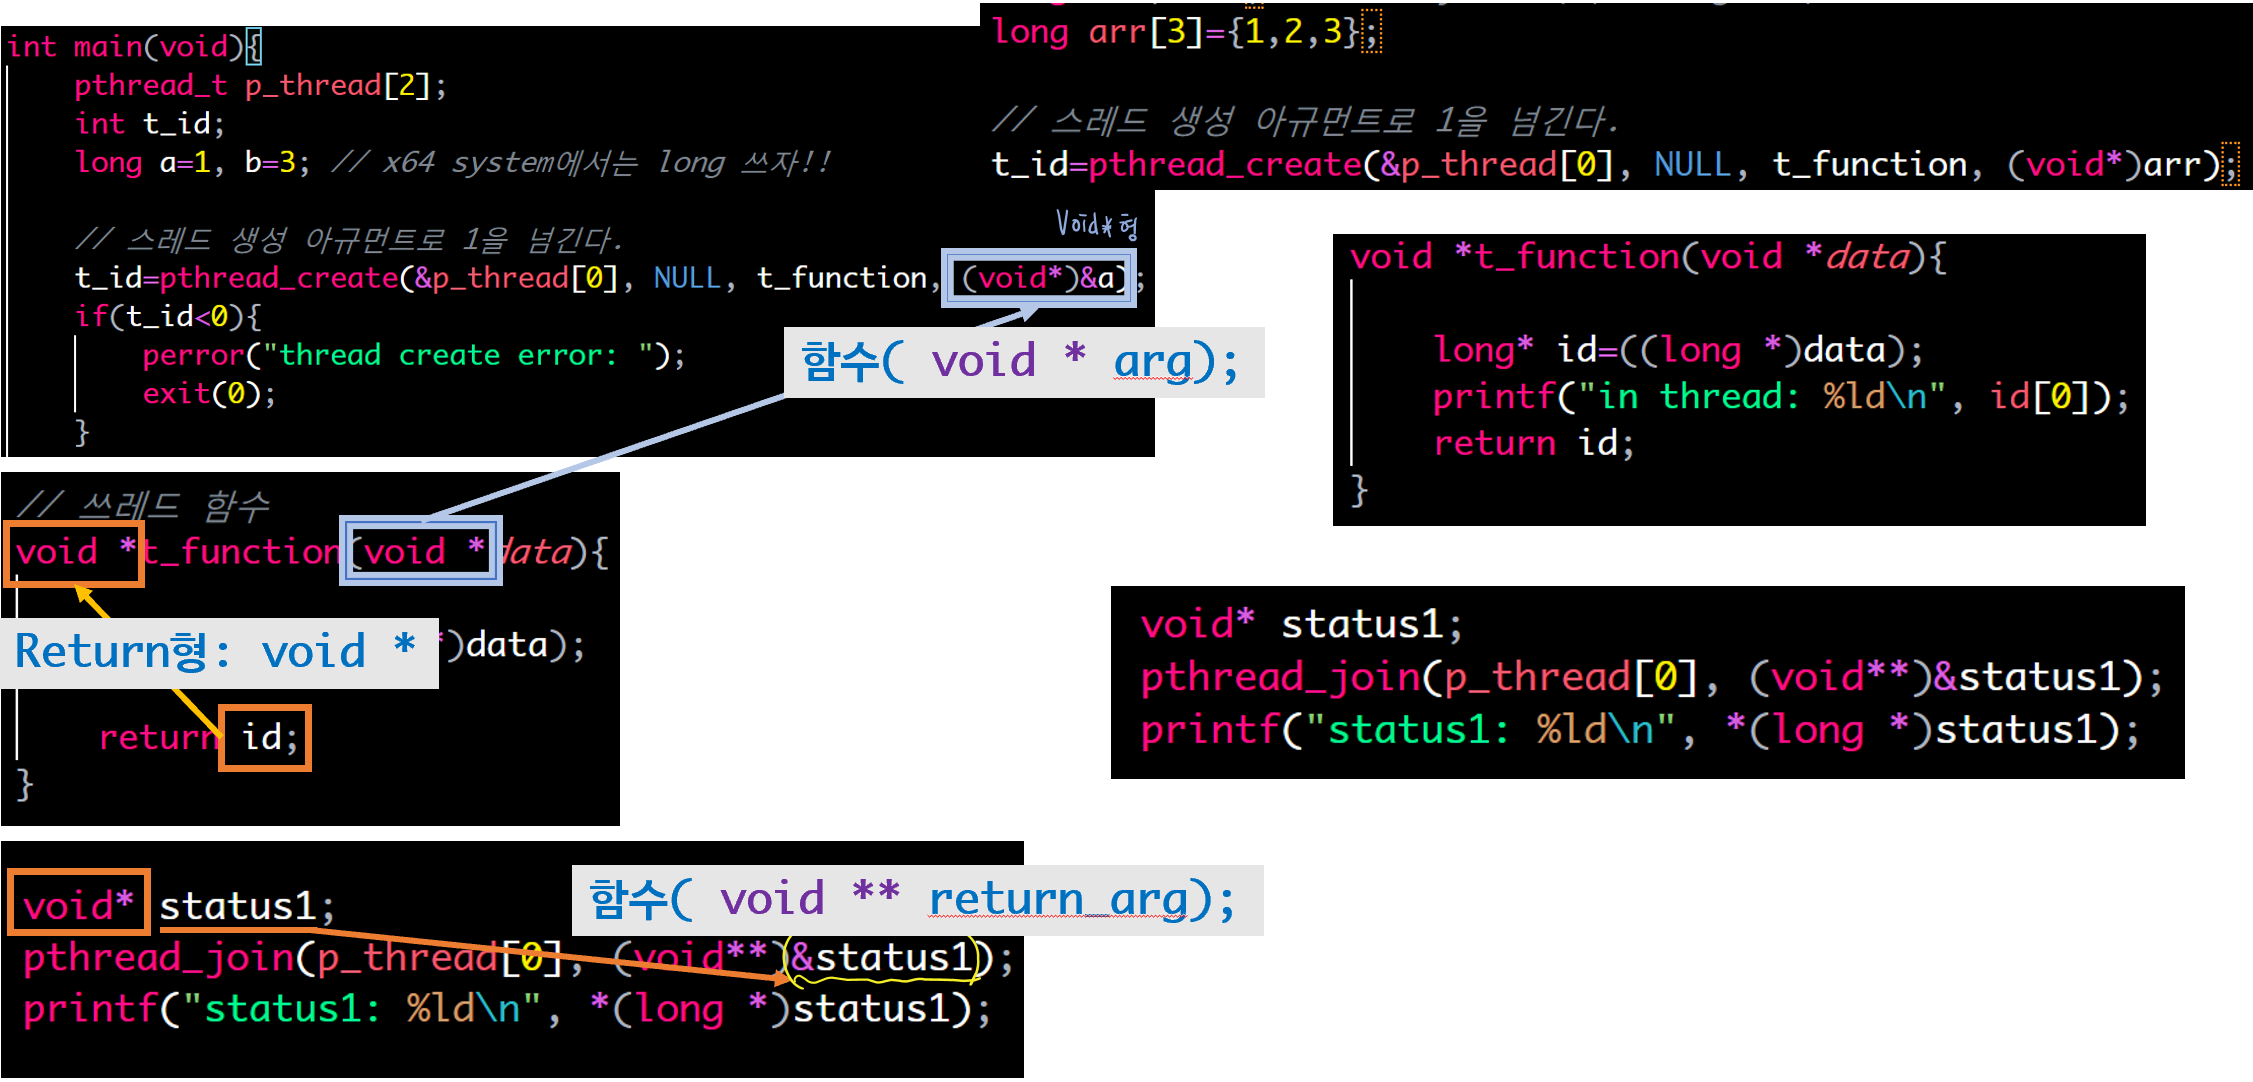 int main(void){
pthread_t p_thread[2];
int t_id;
long a=1, b=3; // x64 system에서는 long 쓰자!!
// 스레드 생성 아규먼트로 1을 넘긴다.
Void*형
t_id=pthread_create(&p_thread[0], NULL, t_function, (void*)&a);
if(t_id<0){
perror("thread create error: ");
exit(0);
}
함수( void * arg);
// 쓰레드 함수
void *t_function(void *data){
Return형: void *
*)data);
return id;
}
void* status1;
함수( void ** return_arg);
pthread_join(p_thread[0], (void**)&status1);
printf("status1: %ld\n", *(long *)status1);
long arr[3]={1,2,3};
// 스레드 생성 아규먼트로 1을 넘긴다.
t_id=pthread_create(&p_thread[0], NULL, t_function, (void*)arr);
void *t_function(void *data){
long* id=((long *)data);
printf("in thread: %ld\n", id[0]);
return id;
}
void* status1;
pthread_join(p_thread[0], (void**)&status1);
printf("status1: %ld\n", *(long *)status1);